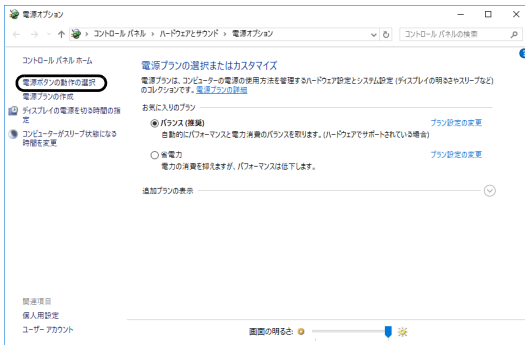 電源オプション
コントロール パネル › ハードウェアとサウンド › 電源オプション
コントロール パネルの検索
コントロール パネル ホーム
電源ボタンの動作の選択
電源プランの作成
ディスプレイの電源を切る時間の指
定
コンピューターがスリープ状態になる
時間を変更
電源プランの選択またはカスタマイズ
電源プランは、コンピューターの電源の使用方法を管理するハードウェア設定とシステム設定 (ディスプレイの明るさやスリープなど)
のコレクションです。電源プランの詳細
お気に入りのプラン
バランス (推奨) プラン設定の変更
自動的にパフォーマンスと電力消費のバランスを取ります。(ハードウェアでサポートされている場合)
省電力 プラン設定の変更
電力の消費を抑えますが、パフォーマンスは低下します。
追加プランの表示
関連項目
個人用設定
ユーザー アカウント
画面の明るさ: